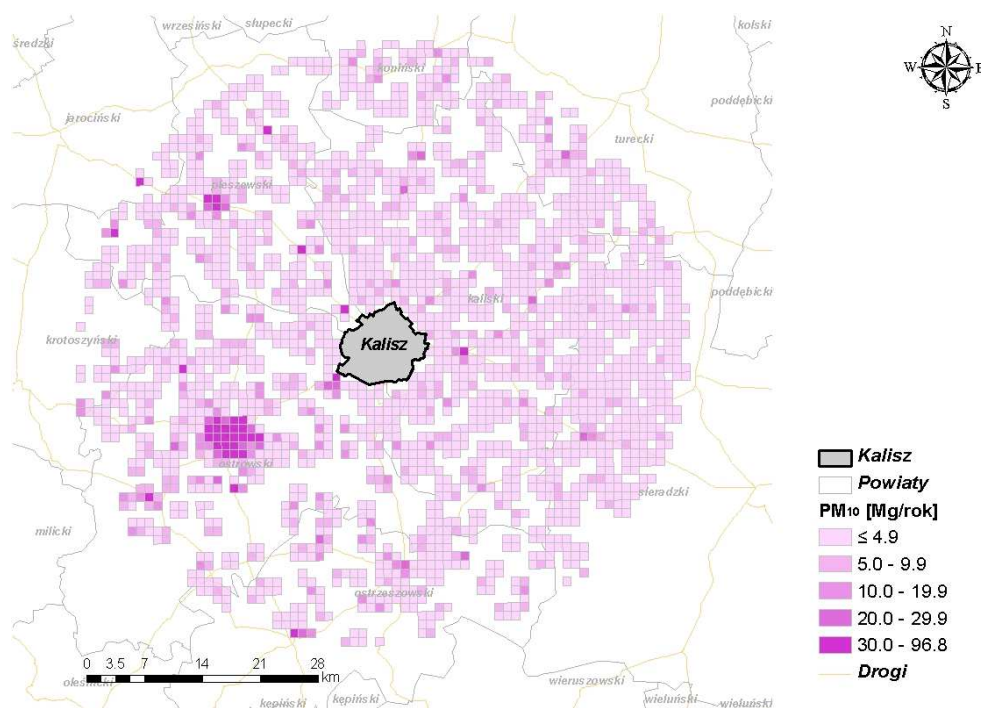 wrzesiński
słupecki
kolski
średzki
kopiński
N
W
E
S
poddębicki
jarociński
turecki
pleszewski
poddębicki
kaliski
krotoszyński
Kalisz
ostrowski
sieradzki
milicki
ostrzeszowski
0 3.5 7 14 21 28
km
oleśnicki
kępiński
kępiński
wieruszowski
wieluński
wieluński
Kalisz
Powiaty
PM10 [Mg/rok]
≤ 4.9
5.0 - 9.9
10.0 - 19.9
20.0 - 29.9
30.0 - 96.8
Drogi